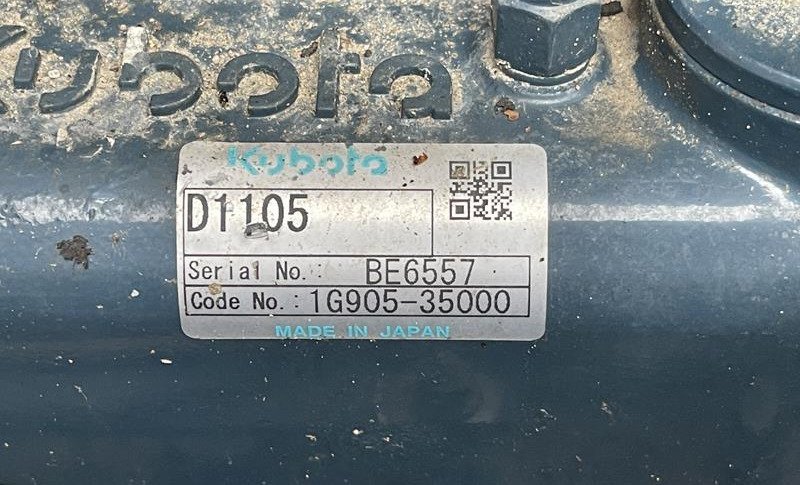 Kubota
Kubota
D1105
Serial No. : BE6557
Code No. : 1G905-35000
MADE IN JAPAN